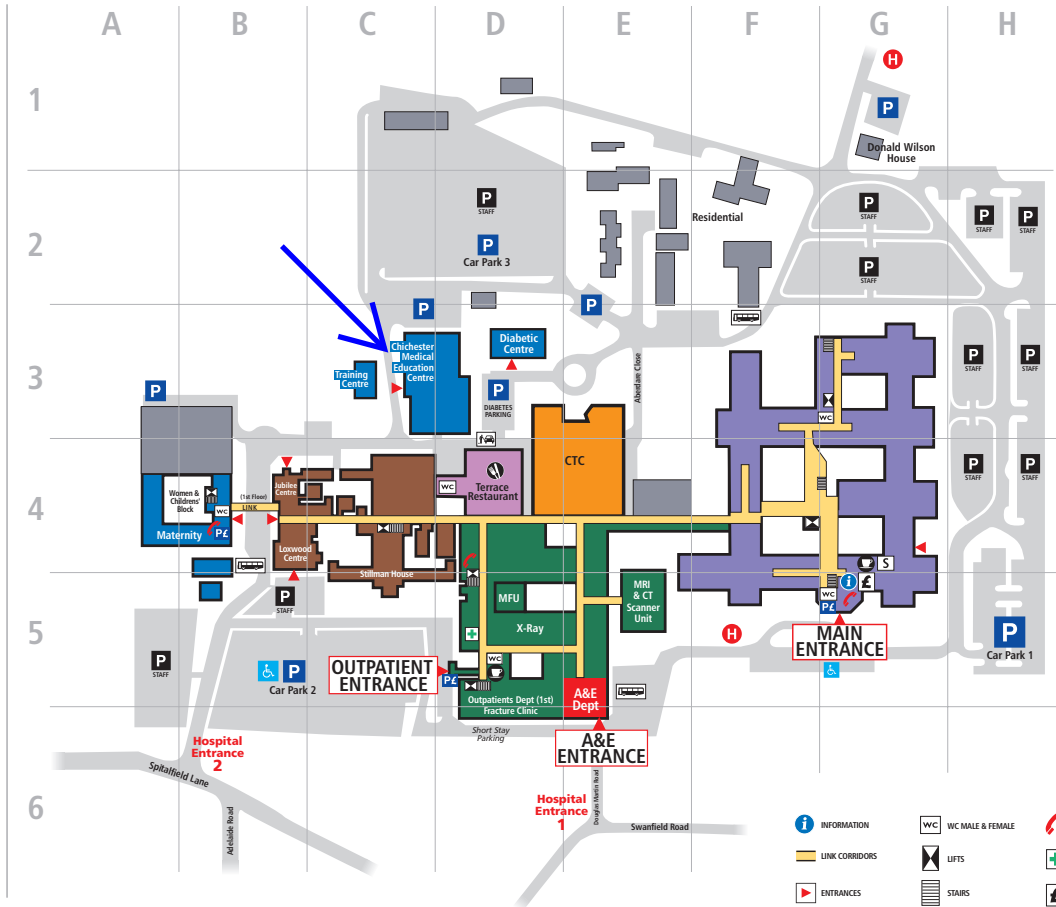 A B C D E F G H
1
H
P
Donald Wilson
House
2
P
STAFF
P
Car Park 3
Residential
P
STAFF
P
STAFF
P
STAFF
P
STAFF
3
P
P
P
Chichester
Medical
Education
Centre
Training
Centre
Diabetic
Centre
P
DIABETES
PARKING
Aberdare Close
WC
P
STAFF
P
STAFF
4
Women &
Childrens'
Block
WC
P£
Maternity
(1st Floor)
LINK
Jubilee
Centre
Loxwood
Centre
Stillman House
WC
Terrace
Restaurant
CTC
P
STAFF
P
STAFF
S
i
£
WC
P£
5
P
STAFF
P
STAFF
P
Car Park 2
MFU
X-Ray
MRI
& CT
Scanner
Unit
H
MAIN
ENTRANCE
P
Car Park 1
OUTPATIENT
ENTRANCE
P£
WC
Outpatients Dept (1st)
Fracture Clinic
A&E
Dept
Short Stay
Parking
A&E
ENTRANCE
6
Hospital
Entrance
2
Spitalfield Lane
Adelaide Road
Hospital
Entrance
1
Douglas Martin Road
Swanfield Road
i INFORMATION
LINK CORRIDORS
ENTRANCES
WC WC MALE & FEMALE
LIFTS
STAIRS
£